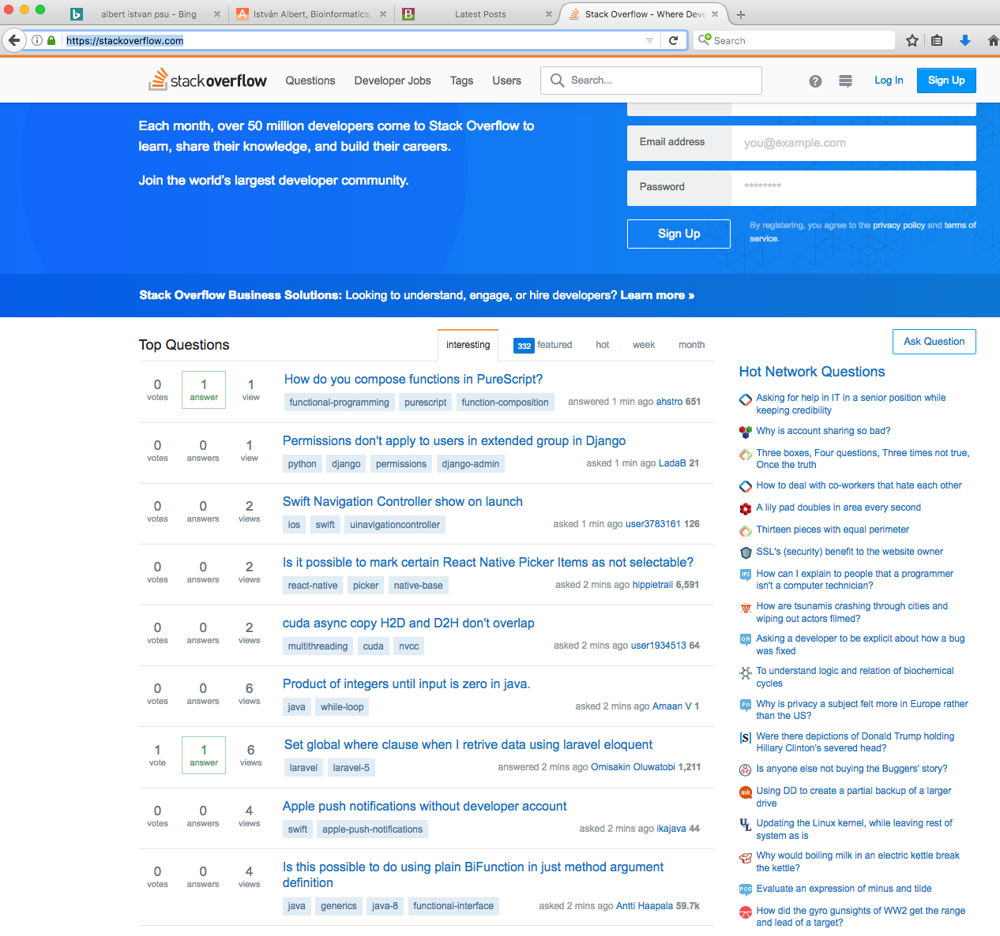 albert istvan psu - Bing
István Albert, Bioinformatics,
Latest Posts
Stack Overflow - Where Deve
https://stackoverflow.com
Search
stackoverflow
Questions
Developer Jobs
Tags
Users
Search...
Log In
Sign Up
Each month, over 50 million developers come to Stack Overflow to
learn, share their knowledge, and build their careers.
Join the world's largest developer community.
Email address
you@example.com
Password
********
Sign Up
By registering, you agree to the privacy policy and terms of
service.
Stack Overflow Business Solutions: Looking to understand, engage, or hire developers? Learn more »
Top Questions
interesting
332 featured
hot
week
month
Ask Question
0 votes
1 answer
1 view
How do you compose functions in PureScript?
functional-programming purescript function-composition
answered 1 min ago ahstro 651
0 votes
0 answers
1 view
Permissions don't apply to users in extended group in Django
python django permissions django-admin
asked 1 min ago LadaB 21
0 votes
0 answers
2 views
Swift Navigation Controller show on launch
ios swift uinavigationcontroller
asked 1 min ago user3783161 126
0 votes
0 answers
2 views
Is it possible to mark certain React Native Picker Items as not selectable?
react-native picker native-base
asked 2 mins ago hippietrail 6,591
0 votes
0 answers
2 views
cuda async copy H2D and D2H don't overlap
multithreading cuda nvcc
asked 2 mins ago user1934513 64
0 votes
0 answers
6 views
Product of integers until input is zero in java.
java while-loop
asked 2 mins ago Amaan V 1
1 vote
1 answer
6 views
Set global where clause when I retrive data using laravel eloquent
laravel laravel-5
answered 2 mins ago Omisakin Oluwatobi 1,211
0 votes
0 answers
4 views
Apple push notifications without developer account
swift apple-push-notifications
asked 2 mins ago ikajava 44
0 votes
0 answers
4 views
Is this possible to do using plain BiFunction in just method argument
definition
java generics java-8 functional-interface
asked 2 mins ago Antti Haapala 59.7k
Hot Network Questions
Asking for help in IT in a senior position while
keeping credibility
Why is account sharing so bad?
Three boxes, Four questions, Three times not true,
Once the truth
How to deal with co-workers that hate each other
A lily pad doubles in area every second
Thirteen pieces with equal perimeter
SSL's (security) benefit to the website owner
How can I explain to people that a programmer
isn't a computer technician?
How are tsunamis crashing through cities and
wiping out actors filmed?
Asking a developer to be explicit about how a bug
was fixed
To understand logic and relation of biochemical
cycles
Why is privacy a subject felt more in Europe rather
than the US?
Were there depictions of Donald Trump holding
Hillary Clinton's severed head?
Is anyone else not buying the Buggers' story?
Using DD to create a partial backup of a larger
drive
Updating the Linux kernel, while leaving rest of
system as is
Why would boiling milk in an electric kettle break
the kettle?
Evaluate an expression of minus and tilde
How did the gyro gunsights of WW2 get the range
and lead of a target?